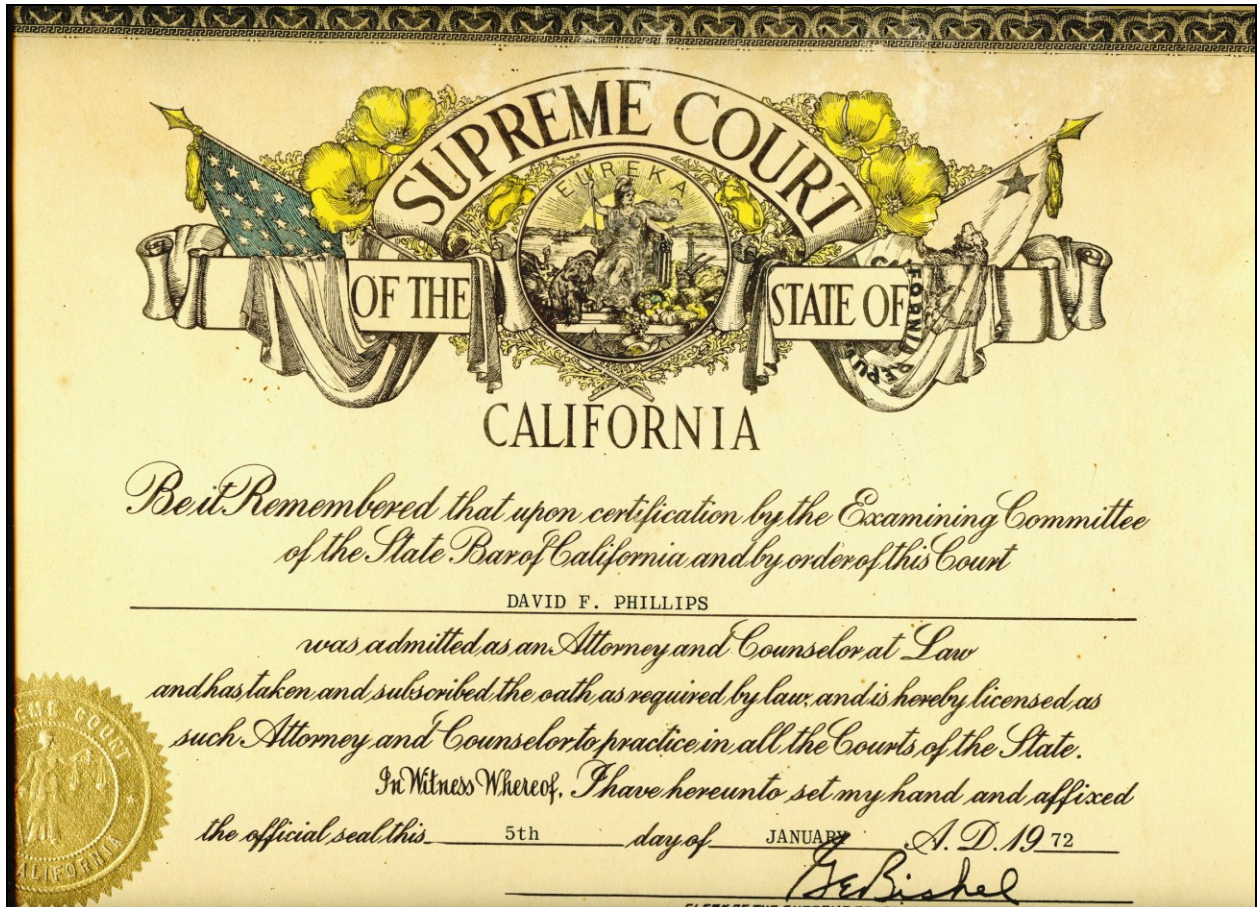 SUPREME COURT
EUREKA
OF THE
STATE OF
CALIFORNIA
Be it Remembered that upon certification by the Examining Committee
of the State Bar of California and by order of this Court
DAVID F. PHILLIPS
was admitted as an Attorney and Counselor at Law
and has taken and subscribed the oath as required by law, and is hereby licensed as
such Attorney and Counselor to practice in all the Courts of the State.
In Witness Whereof, I have hereunto set my hand and affixed
the official seal this 5th day of JANUARY A. D. 19 72
COURT
CALIFORNIA